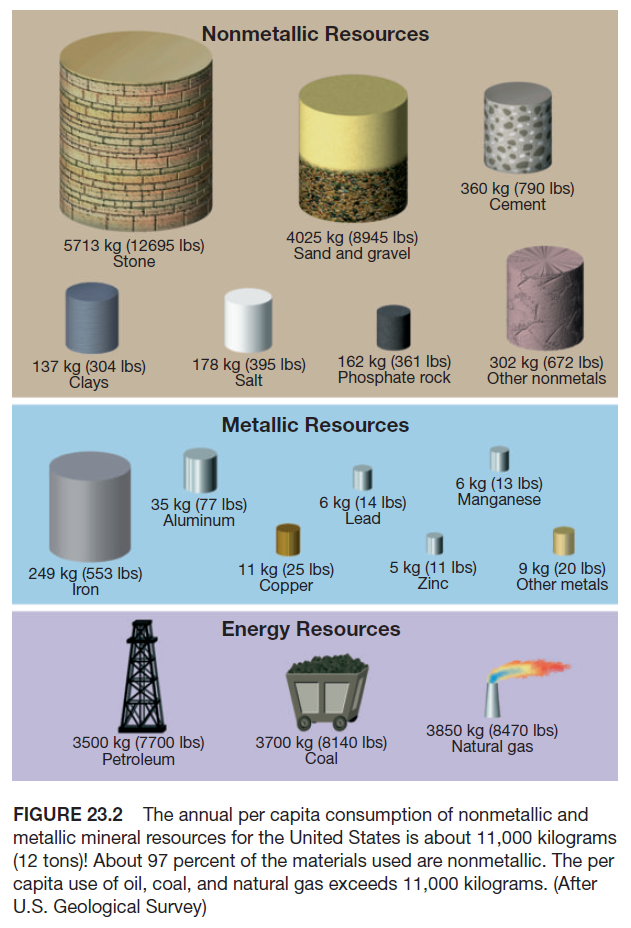 Nonmetallic Resources
5713 kg (12695 lbs)
Stone
4025 kg (8945 lbs)
Sand and gravel
360 kg (790 lbs)
Cement
137 kg (304 lbs)
Clays
178 kg (395 lbs)
Salt
162 kg (361 lbs)
Phosphate rock
302 kg (672 lbs)
Other nonmetals
Metallic Resources
249 kg (553 lbs)
Iron
35 kg (77 lbs)
Aluminum
6 kg (14 lbs)
Lead
6 kg (13 lbs)
Manganese
11 kg (25 lbs)
Copper
5 kg (11 lbs)
Zinc
9 kg (20 lbs)
Other metals
Energy Resources
3500 kg (7700 lbs)
Petroleum
3700 kg (8140 lbs)
Coal
3850 kg (8470 lbs)
Natural gas
FIGURE 23.2 The annual per capita consumption of nonmetallic and
metallic mineral resources for the United States is about 11,000 kilograms
(12 tons)! About 97 percent of the materials used are nonmetallic. The per
capita use of oil, coal, and natural gas exceeds 11,000 kilograms. (After
U.S. Geological Survey)